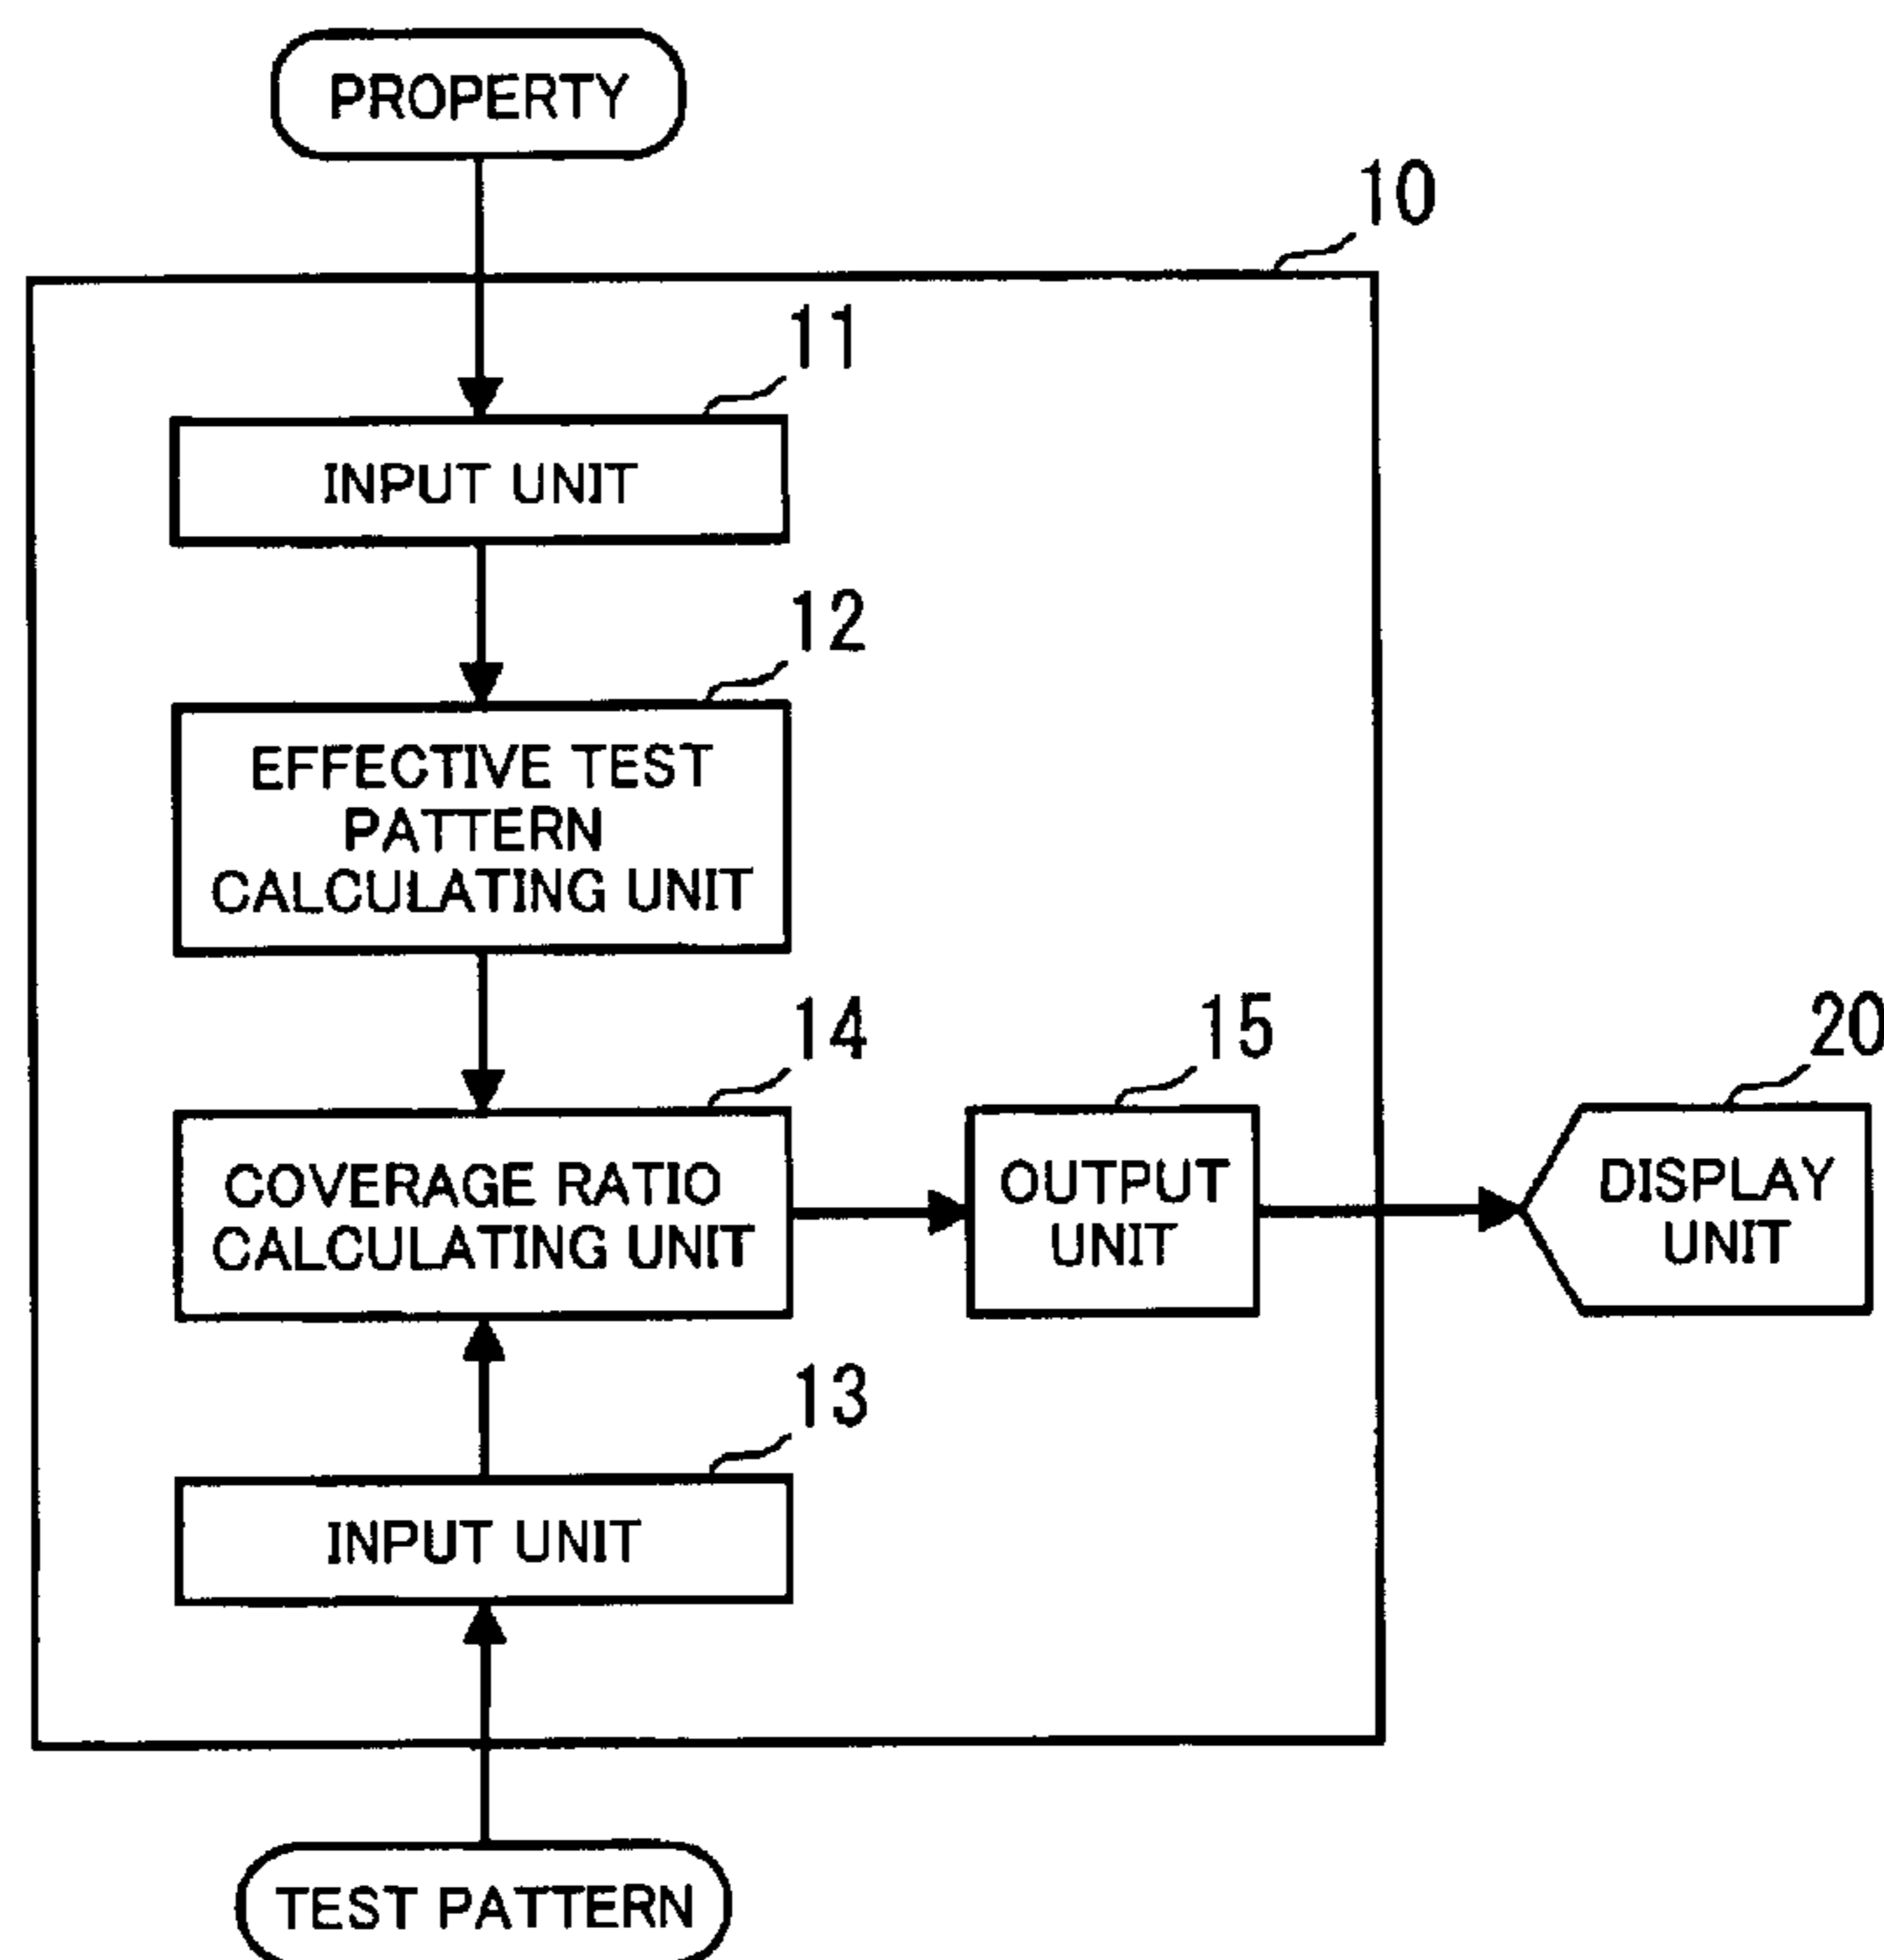 PROPERTY
10
11
INPUT UNIT
12
EFFECTIVE TEST
PATTERN
CALCULATING UNIT
14
COVERAGE RATIO
CALCULATING UNIT
15
OUTPUT
UNIT
20
DISPLAY
UNIT
13
INPUT UNIT
TEST PATTERN